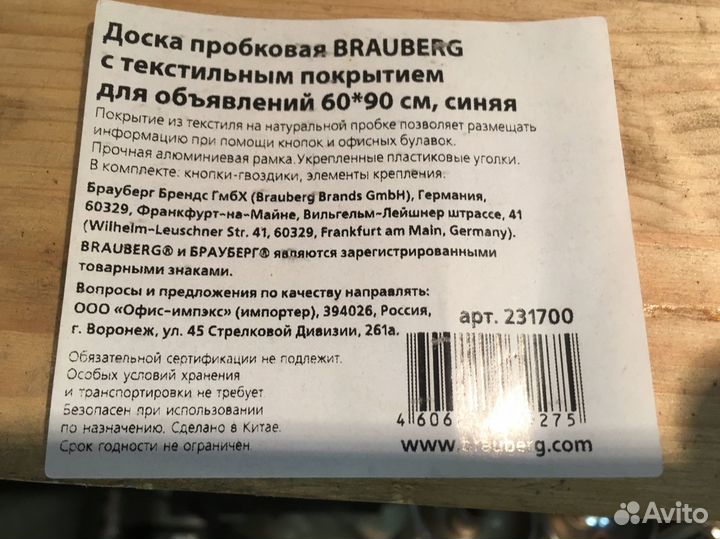 Доска пробковая BRAUBERG
с текстильным покрытием
для объявлений 60*90 см, синяя
Покрытие из текстиля на натуральной пробке позволяет размещать
информацию при помощи кнопок и офисных булавок.
Прочная алюминиевая рамка. Укрепленные пластиковые уголки.
В комплекте: кнопки-гвоздики, элементы крепления.
Брауберг Брендс ГмбХ (Brauberg Brands GmbH), Германия,
60329, Франкфурт-на-Майне, Вильгельм-Лейшнер штрассе, 41
(Wilhelm-Leuschner Str. 41, 60329, Frankfurt am Main, Germany).
BRAUBERG® и БРАУБЕРГ® являются зарегистрированными
товарными знаками.
Вопросы и предложения по качеству направлять:
ООО «Офис-импэкс» (импортер), 394026, Россия,
г. Воронеж, ул. 45 Стрелковой Дивизии, 261а.
арт. 231700
Обязательной сертификации не подлежит.
Особых условий хранения
и транспортировки не требует
Безопасен при использовании
по назначению. Сделано в Китае.
Срок годности не ограничен.
4 606 275
www.brauberg.com
Avito